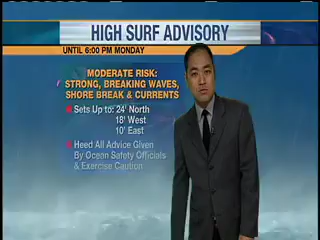 HIGH SURF ADVISORY
UNTIL 6:00 PM MONDAY
MODERATE RISK:
STRONG, BREAKING WAVES,
SHORE BREAK & CURRENTS
Sets Up to: 24' North
18' West
10' East
Heed All Advice Given
By Ocean Safety Officials
& Exercise Caution